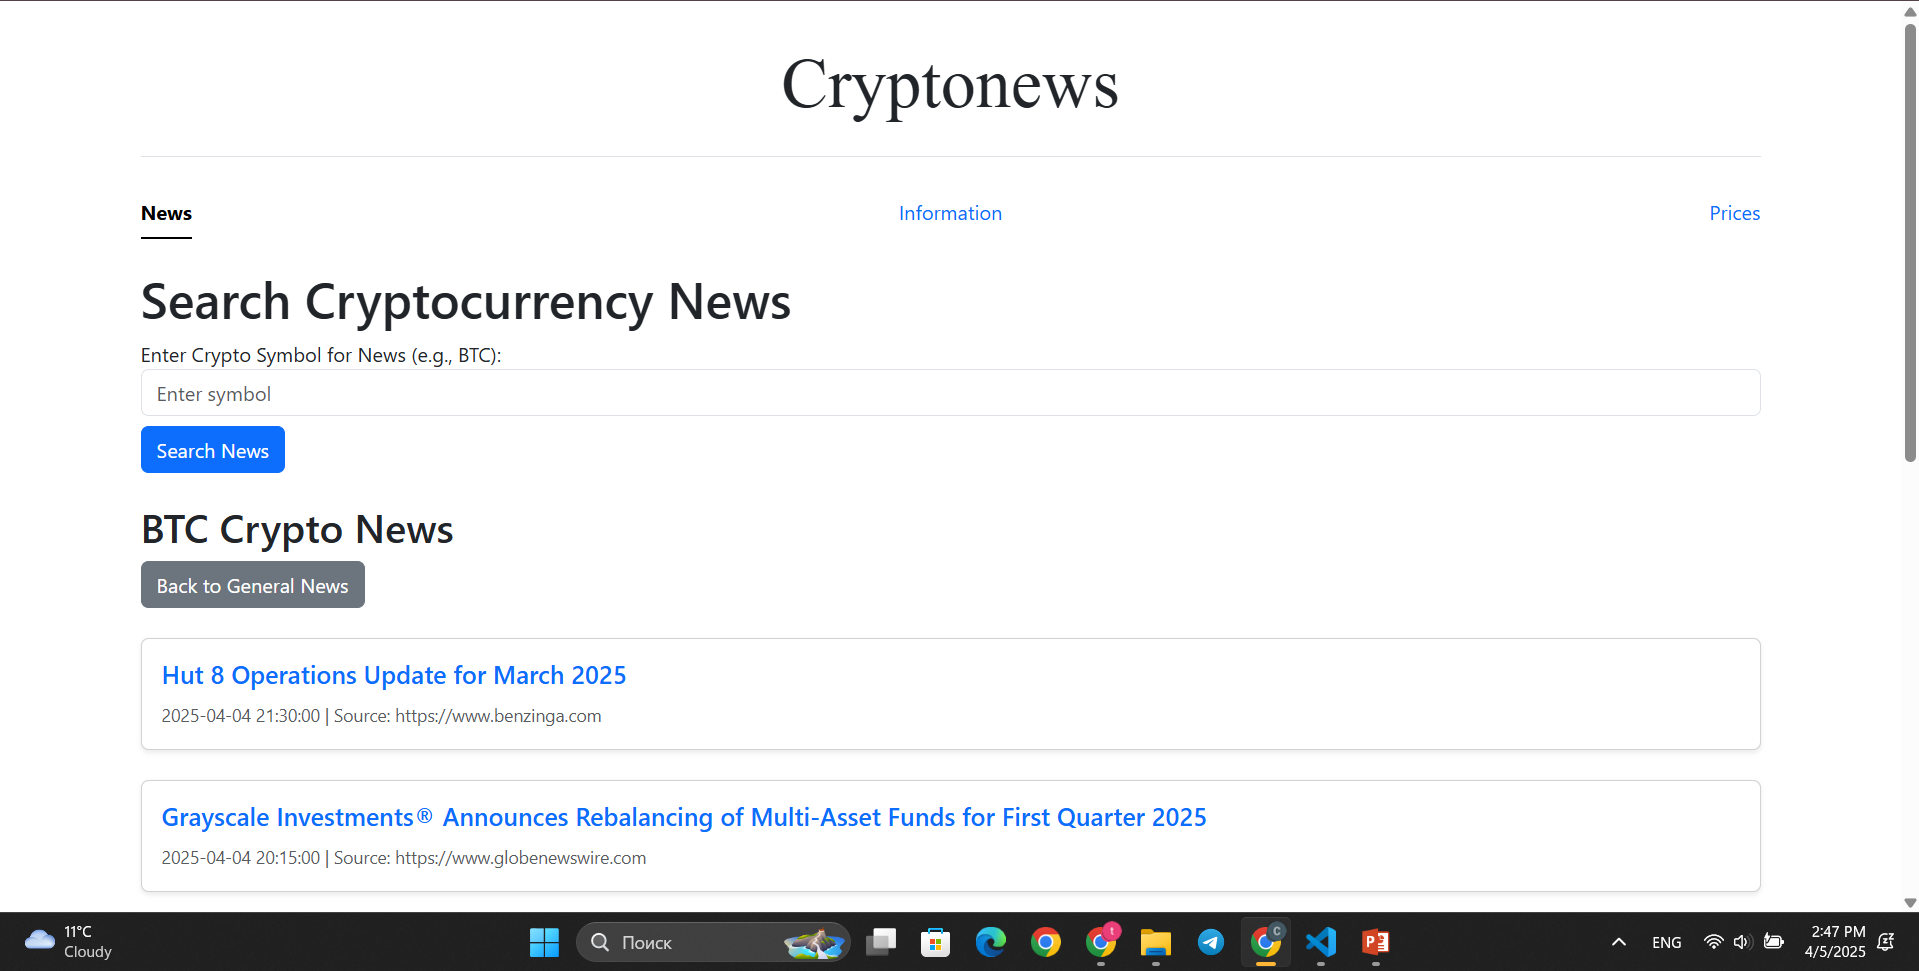 Cryptonews
News Information Prices
Search Cryptocurrency News
Enter Crypto Symbol for News (e.g., BTC):
Enter symbol
Search News
BTC Crypto News
Back to General News
Hut 8 Operations Update for March 2025
2025-04-04 21:30:00 | Source: https://www.benzinga.com
Grayscale Investments® Announces Rebalancing of Multi-Asset Funds for First Quarter 2025
2025-04-04 20:15:00 | Source: https://www.globenewswire.com
11°C
Cloudy
Поиск
t
C
P
ENG
2:47 PM
4/5/2025